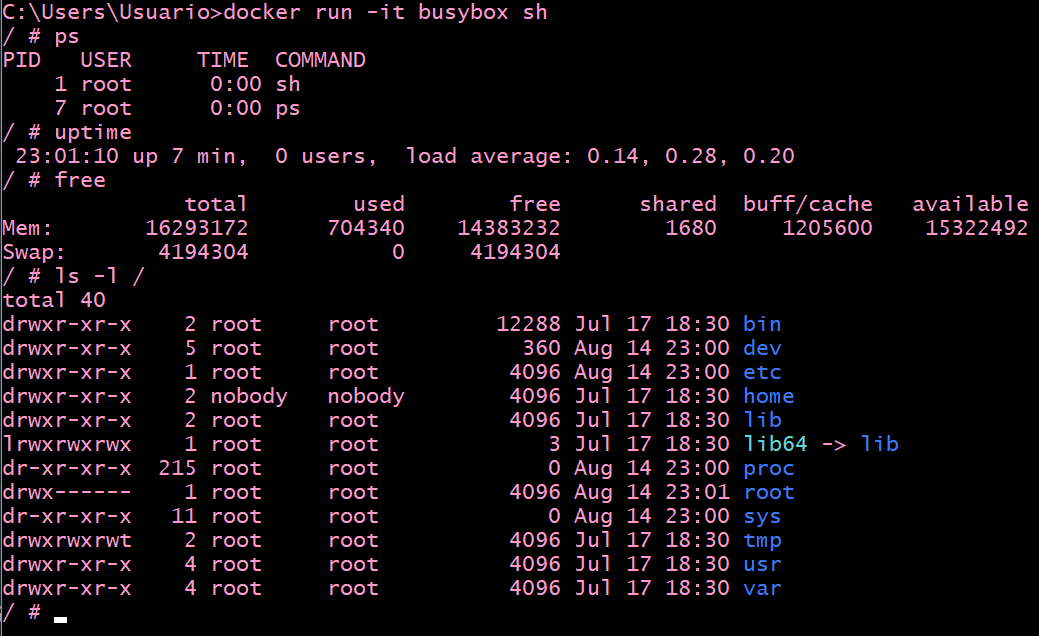 C:\Users\Usuario>docker run -it busybox sh
/ # ps
PID   USER     TIME  COMMAND
    1 root      0:00 sh
    7 root      0:00 ps
/ # uptime
 23:01:10 up 7 min,  0 users,  load average: 0.14, 0.28, 0.20
/ # free
              total        used        free      shared  buff/cache   available
Mem:       16293172      704340    14383232        1680     1205600    15322492
Swap:       4194304           0     4194304
/ # ls -l /
total 40
drwxr-xr-x    2 root     root         12288 Jul 17 18:30 bin
drwxr-xr-x    5 root     root           360 Aug 14 23:00 dev
drwxr-xr-x    1 root     root          4096 Aug 14 23:00 etc
drwxr-xr-x    2 nobody   nobody        4096 Jul 17 18:30 home
drwxr-xr-x    2 root     root          4096 Jul 17 18:30 lib
lrwxrwxrwx    1 root     root             3 Jul 17 18:30 lib64 -> lib
dr-xr-xr-x  215 root     root             0 Aug 14 23:00 proc
drwx------    1 root     root          4096 Aug 14 23:01 root
dr-xr-xr-x   11 root     root             0 Aug 14 23:00 sys
drwxrwxrwt    2 root     root          4096 Jul 17 18:30 tmp
drwxr-xr-x    4 root     root          4096 Jul 17 18:30 usr
drwxr-xr-x    4 root     root          4096 Jul 17 18:30 var
/ #